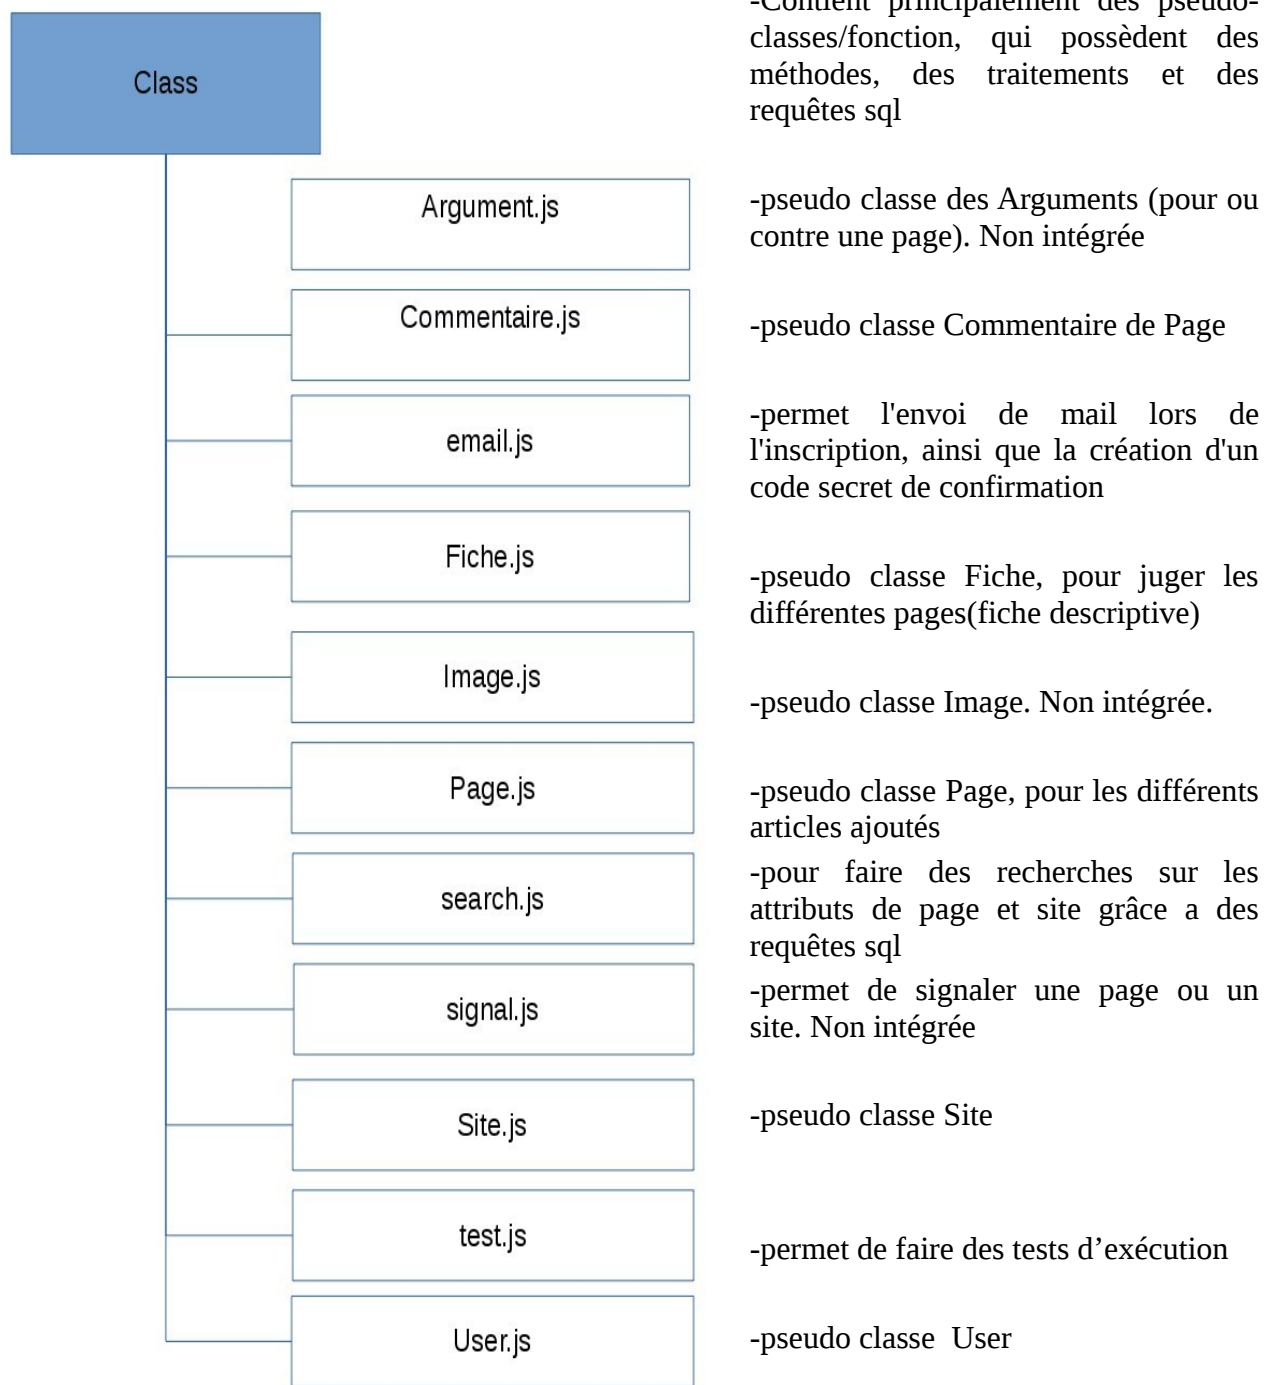 -Contient principalement des pseudo-
classes/fonction, qui possèdent des
méthodes, des traitements et des
requêtes sql
Class
Argument.js
-pseudo classe des Arguments (pour ou
contre une page). Non intégrée
Commentaire.js
-pseudo classe Commentaire de Page
email.js
-permet l'envoi de mail lors de
l'inscription, ainsi que la création d'un
code secret de confirmation
Fiche.js
-pseudo classe Fiche, pour juger les
différentes pages(fiche descriptive)
Image.js
-pseudo classe Image. Non intégrée.
Page.js
-pseudo classe Page, pour les différents
articles ajoutés
search.js
-pour faire des recherches sur les
attributs de page et site grâce a des
requêtes sql
signal.js
-permet de signaler une page ou un
site. Non intégrée
Site.js
-pseudo classe Site
test.js
-permet de faire des tests d’exécution
User.js
-pseudo classe  User